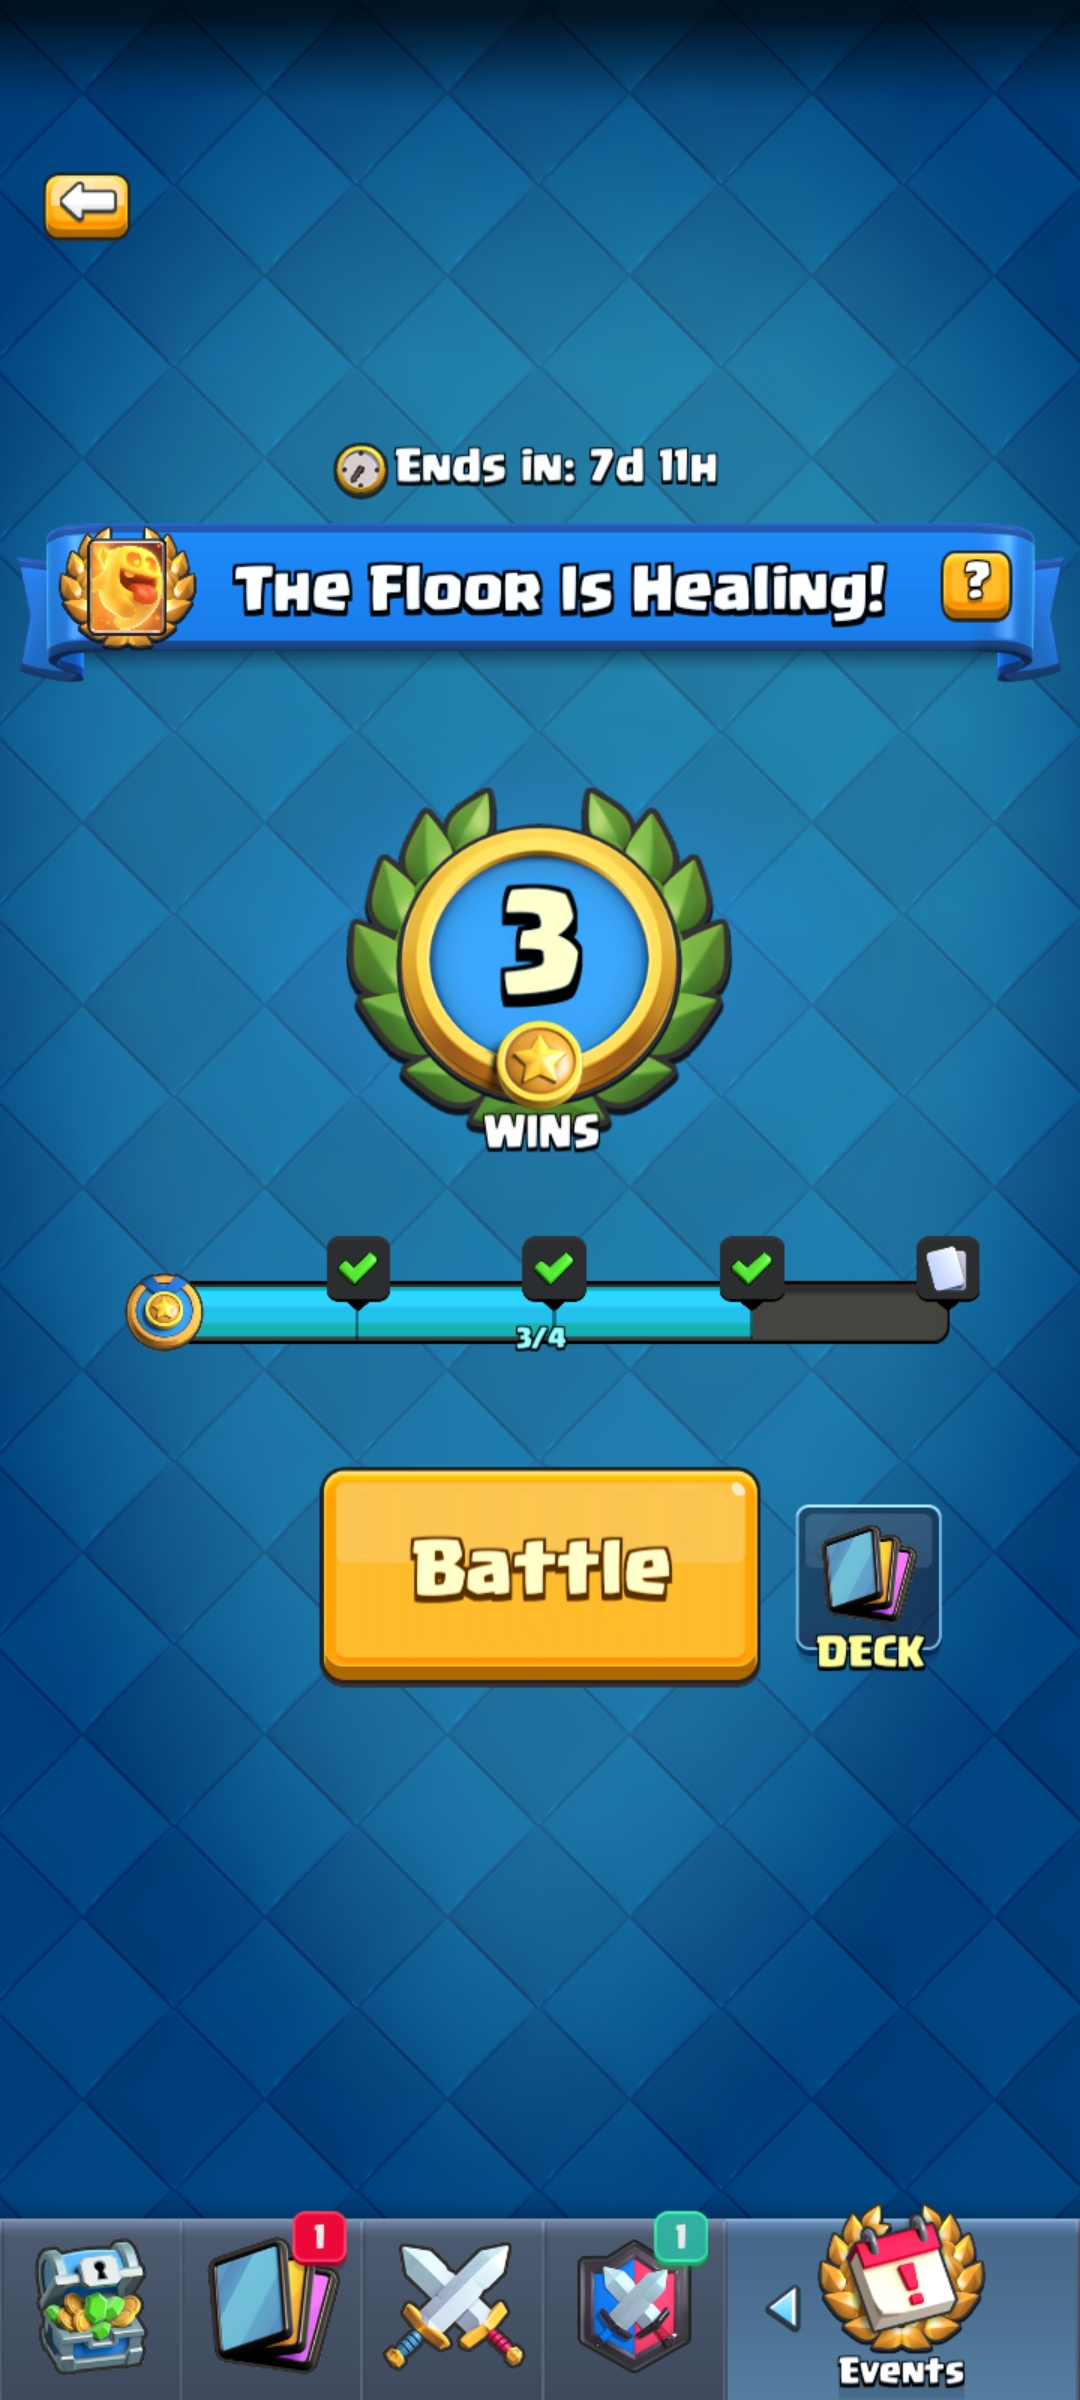 Ends in: 7d 11h
The Floor Is Healing!
?
3
WINS
3/4
Battle
DECK
1
1
!
Events